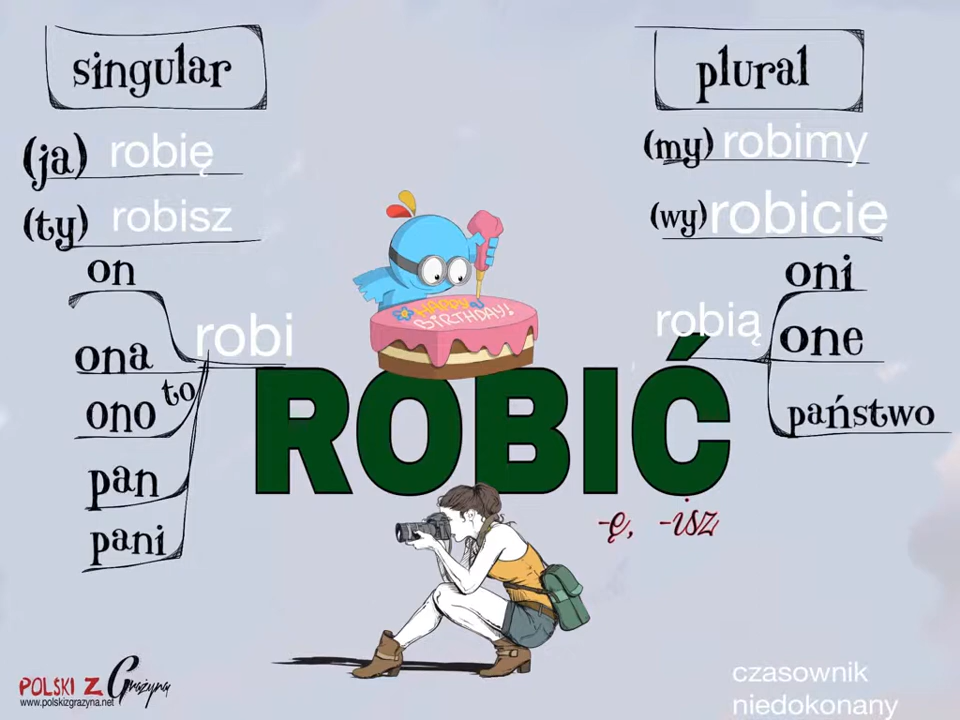 singular
(ja) robię
(ty) robisz
on
ona
ono to
pan
pani
robi
plural
(my) robimy
(wy) robicie
oni
one
państwo
robią
HAPPY
BIRTHDAY!
ROBIĆ
-ę, -isz
POLSKI Z Grażyna
www.polskizgrazyna.net
czasownik
niedokonany